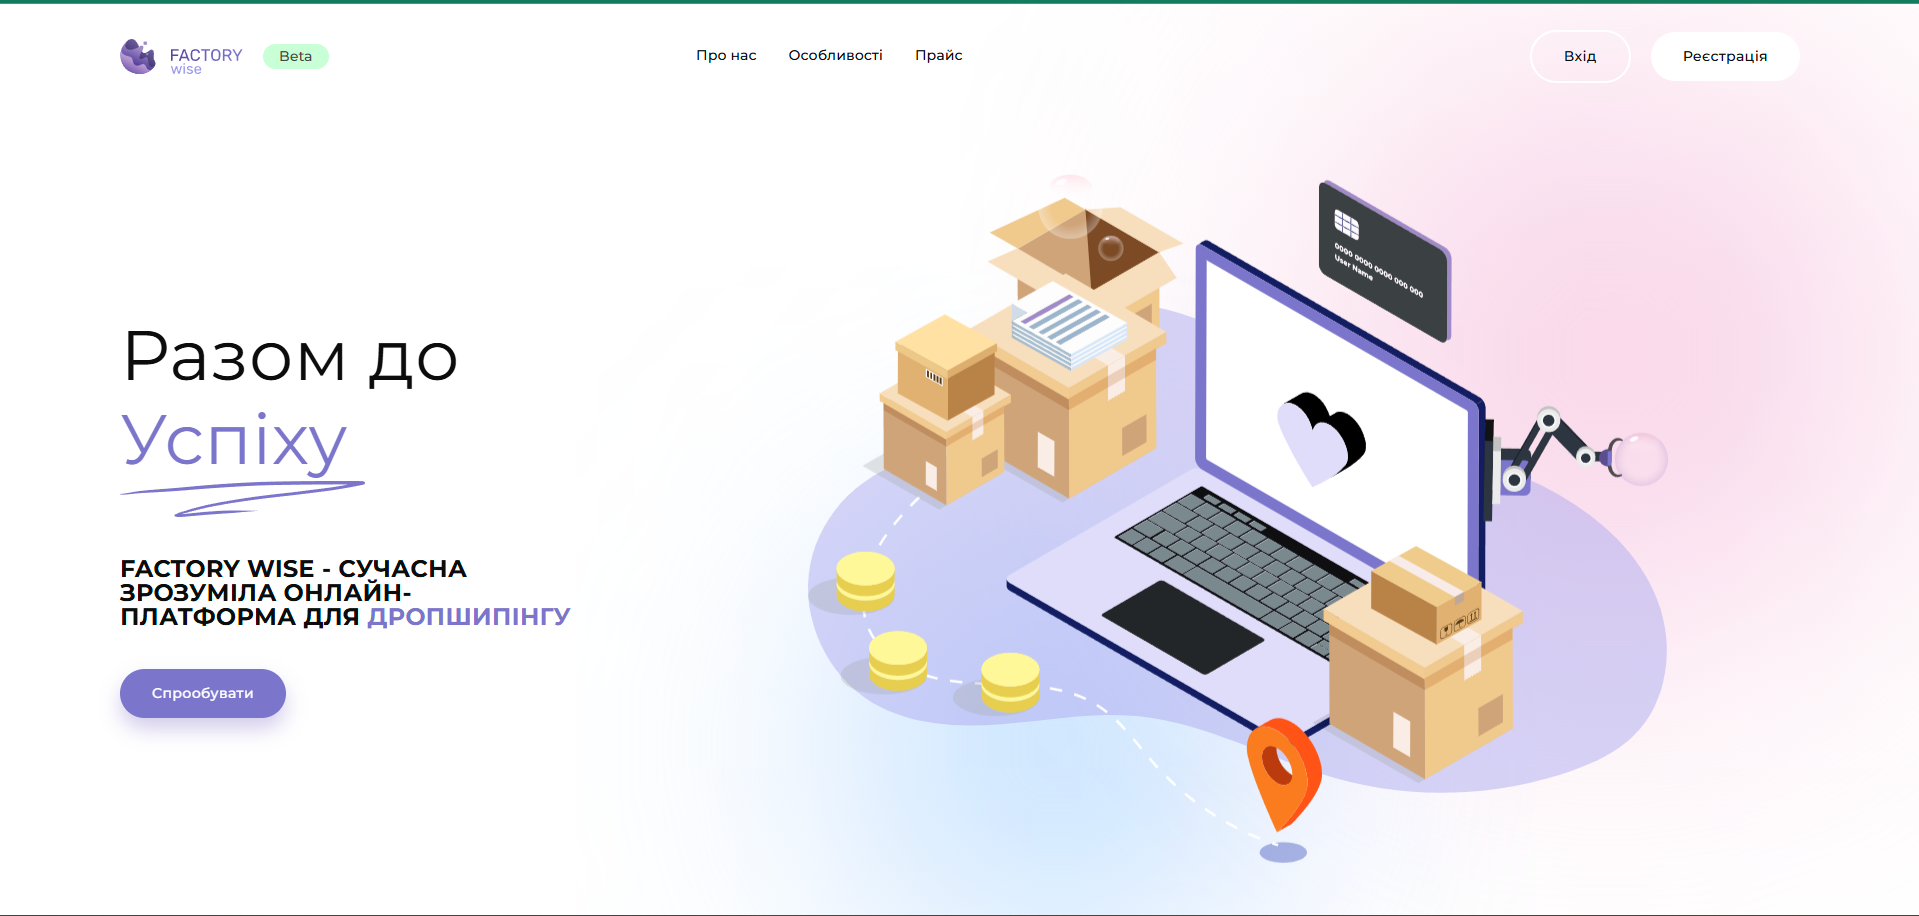 FACTORY
wise
Beta
Про нас
Особливості
Прайс
Вхід
Реєстрація
0000 0000 0000 000 000
User Name
Разом до
Успіху
FACTORY WISE - СУЧАСНА
ЗРОЗУМІЛА ОНЛАЙН-
ПЛАТФОРМА ДЛЯ ДРОПШИПІНГУ
Спрообувати